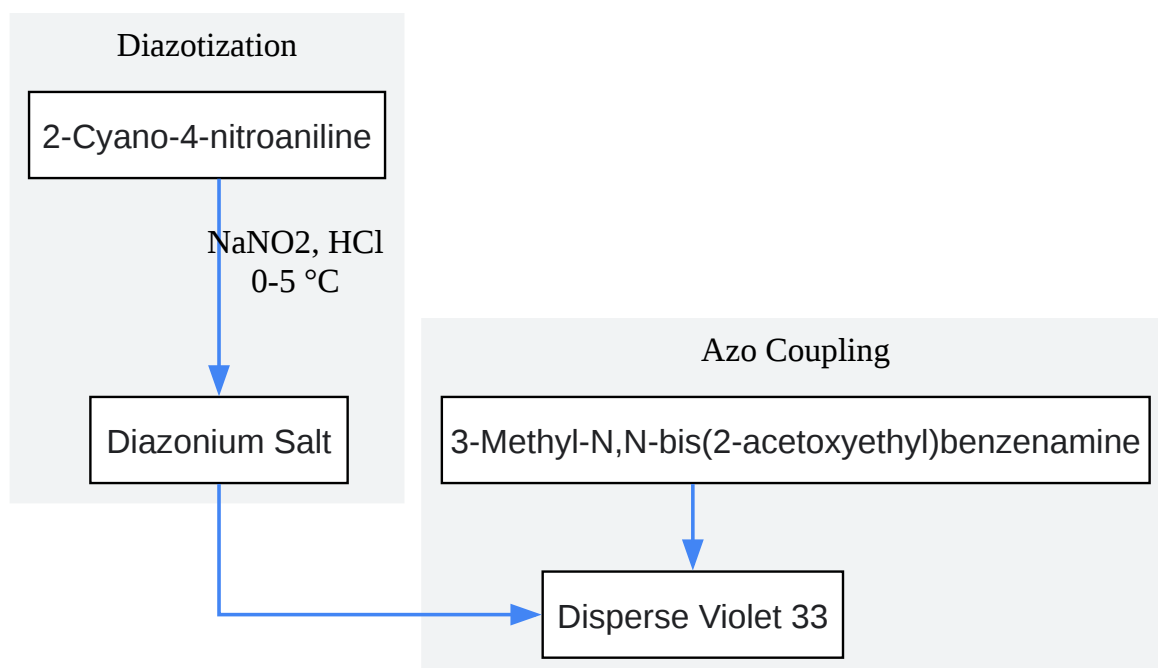 Diazotization
2-Cyano-4-nitroaniline
NaNO2, HCl
0-5 °C
Diazonium Salt
Azo Coupling
3-Methyl-N,N-bis(2-acetoxyethyl)benzenamine
Disperse Violet 33